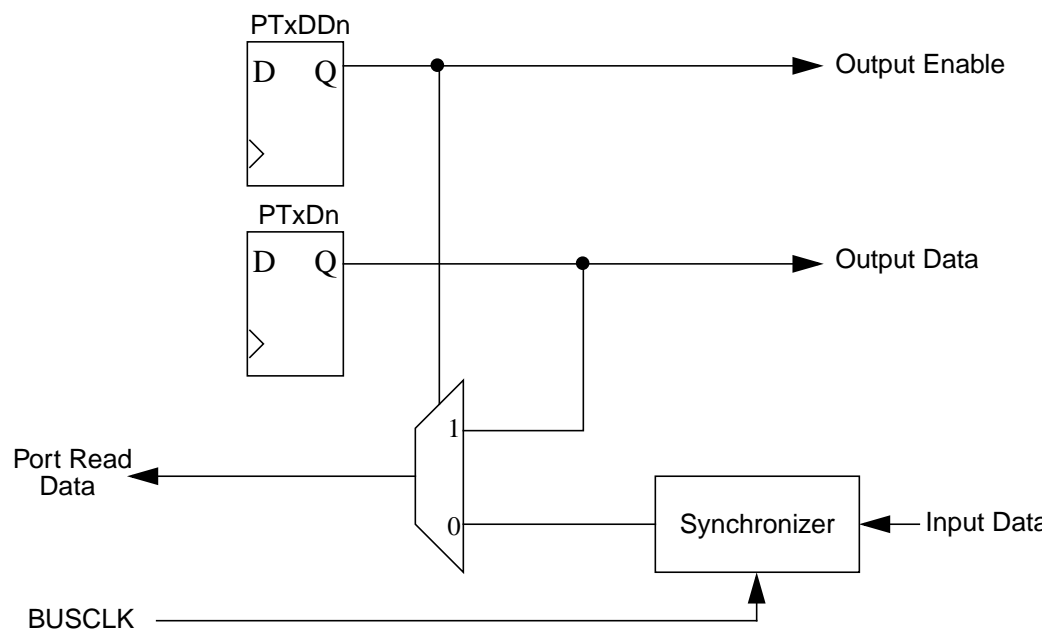 PTxDDn
D Q
Output Enable
PTxDn
D Q
Output Data
1
Port Read
Data
0
Synchronizer
Input Data
BUSCLK